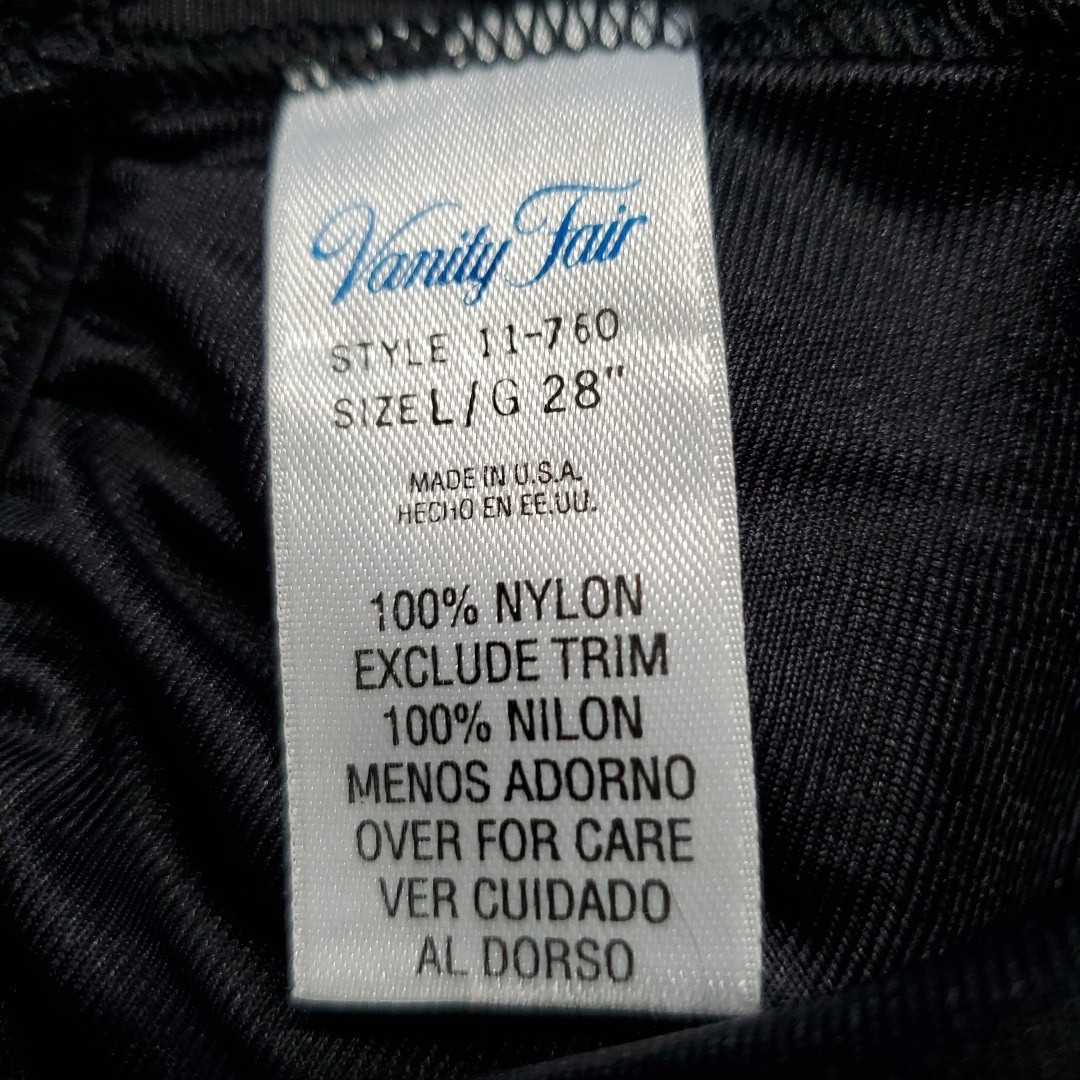 Vanity Fair
STYLE 11-760
SIZE L/G 28"
MADE IN U.S.A.
HECHO EN EE.UU.
100% NYLON
EXCLUDE TRIM
100% NILON
MENOS ADORNO
OVER FOR CARE
VER CUIDADO
AL DORSO